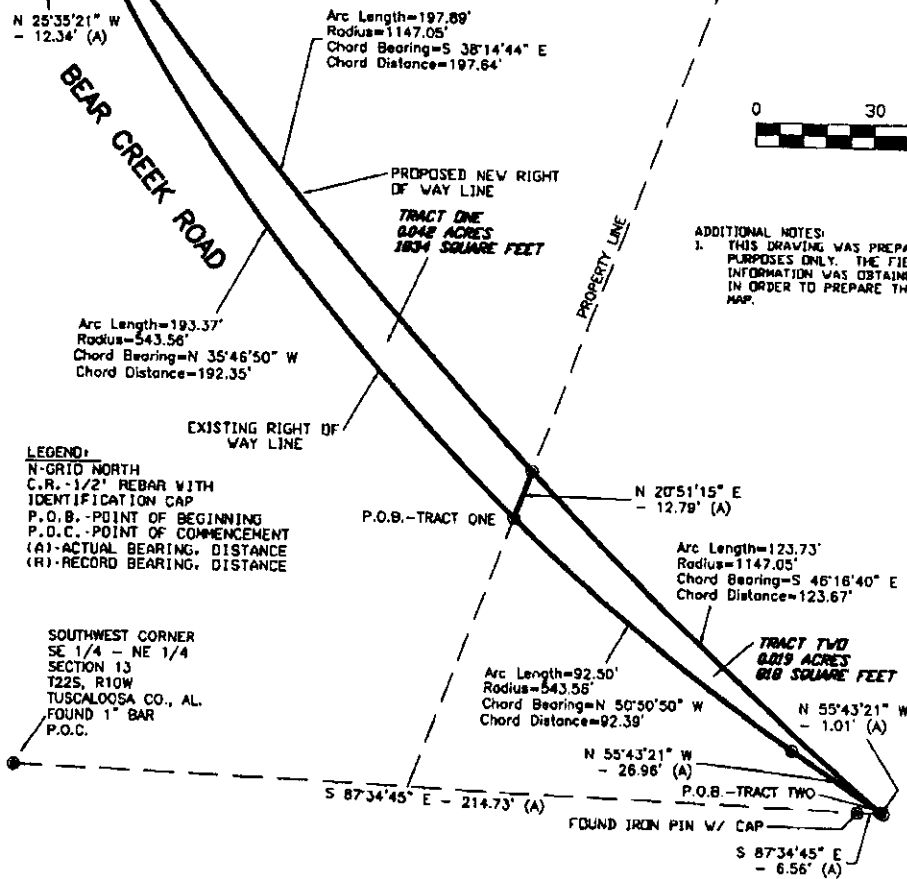 N 25°35'21" W
- 12.34' (A)
Arc Length=197.89'
Radius=1147.05'
Chord Bearing=S 38°14'44" E
Chord Distance=197.64'
BEAR CREEK ROAD
0 30
PROPOSED NEW RIGHT
OF WAY LINE
TRACT ONE
0.042 ACRES
1834 SQUARE FEET
PROPERTY LINE
ADDITIONAL NOTES:
1. THIS DRAWING WAS PREPA
PURPOSES ONLY. THE FIE
INFORMATION WAS OBTAINE
IN ORDER TO PREPARE TH
MAP.
Arc Length=193.37'
Radius=543.56'
Chord Bearing=N 35°46'50" W
Chord Distance=192.35'
EXISTING RIGHT OF
WAY LINE
LEGEND:
N-GRID NORTH
C.R.-1/2' REBAR WITH
IDENTIFICATION CAP
P.O.B.-POINT OF BEGINNING
P.O.C.-POINT OF COMMENCEMENT
(A)-ACTUAL BEARING, DISTANCE
(R)-RECORD BEARING, DISTANCE
P.O.B.-TRACT ONE
N 20°51'15" E
- 12.79' (A)
Arc Length=123.73'
Radius=1147.05'
Chord Bearing=S 46°16'40" E
Chord Distance=123.67'
TRACT TWO
0.019 ACRES
818 SQUARE FEET
SOUTHWEST CORNER
SE 1/4 - NE 1/4
SECTION 13
T22S, R10W
TUSCALOOSA CO., AL.
FOUND 1" BAR
P.O.C.
Arc Length=92.50'
Radius=543.56'
Chord Bearing=N 50°50'50" W
Chord Distance=92.39'
N 55°43'21" W
- 1.01' (A)
N 55°43'21" W
- 26.96' (A)
P.O.B.-TRACT TWO
S 87°34'45" E - 214.73' (A)
FOUND IRON PIN W/ CAP
S 87°34'45" E
- 6.56' (A)